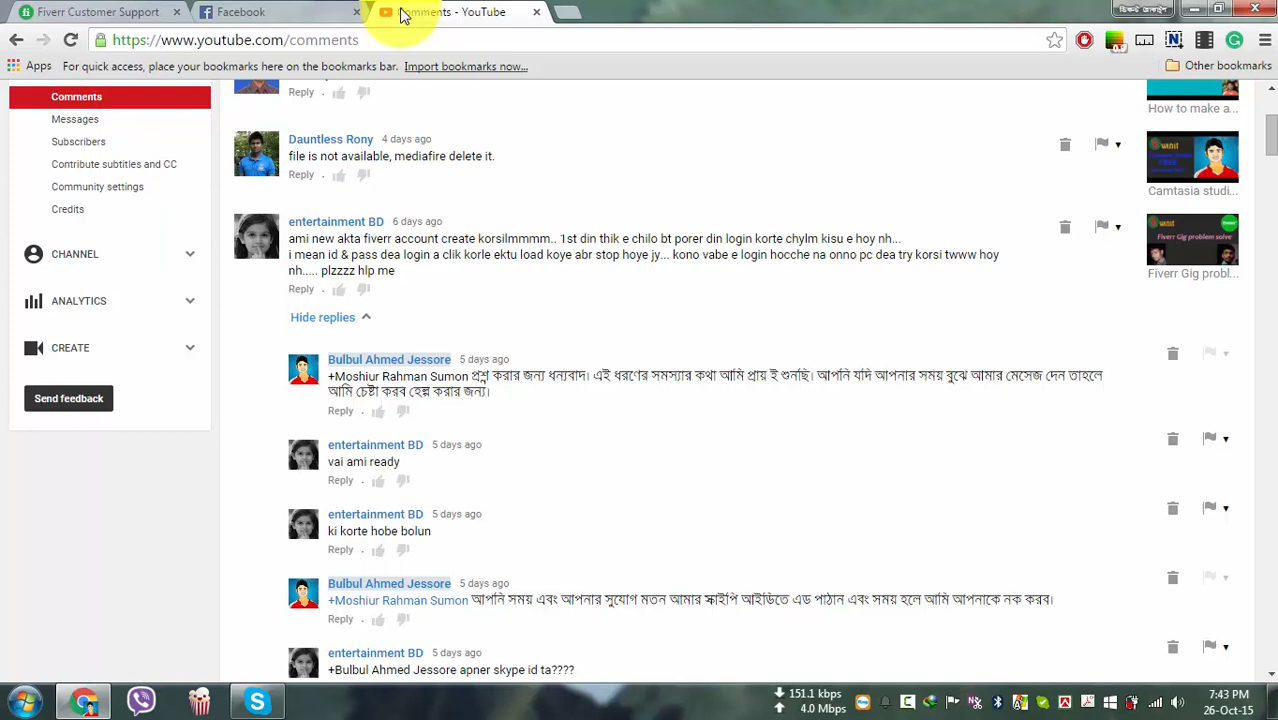 Fiverr Customer Support
Facebook
Comments - YouTube
https://www.youtube.com/comments
Apps For quick access, place your bookmarks here on the bookmarks bar. Import bookmarks now... Other bookmarks
Comments
Messages
Subscribers
Contribute subtitles and CC
Community settings
Credits
CHANNEL
ANALYTICS
CREATE
Send feedback
Reply
Dauntless Rony 4 days ago
file is not available, mediafire delete it.
Reply
entertainment BD 6 days ago
ami new akta fiverr account create korsilmmmm.. 1st din thik e chilo bt porer din login korte chylm kisu e hoy nh...
i mean id & pass dea login a clik korle ektu load koye abr stop hoye jy... kono vabe e login hocche na onno pc dea try korsi twww hoy
nh..... plzzzz hlp me
Reply
Hide replies
Bulbul Ahmed Jessore 5 days ago
+Moshiur Rahman Sumon প্রশ্ন করার জন্য ধন্যবাদ। এই ধরণের সমস্যার কথা আমি প্রায় ই শুনছি। আপনি যদি আপনার সময় বুঝে আমার মেসেজ দেন তাহলে
আমি চেষ্টা করব হেল্প করার জন্য।
Reply
entertainment BD 5 days ago
vai ami ready
Reply
entertainment BD 5 days ago
ki korte hobe bolun
Reply
Bulbul Ahmed Jessore 5 days ago
+Moshiur Rahman Sumon আপনি সময় এবং আপনার সুযোগ মতন আমার স্কাইপি আইডিতে এড পাঠান এবং সময় হলে আমি আপনাকে নক করব।
Reply
entertainment BD 5 days ago
+Bulbul Ahmed Jessore apner skype id ta????
How to make a...
Camtasia studi...
Fiverr Gig problem solve
Fiverr Gig probl...
151.1 kbps
4.0 Mbps
7:43 PM
26-Oct-15